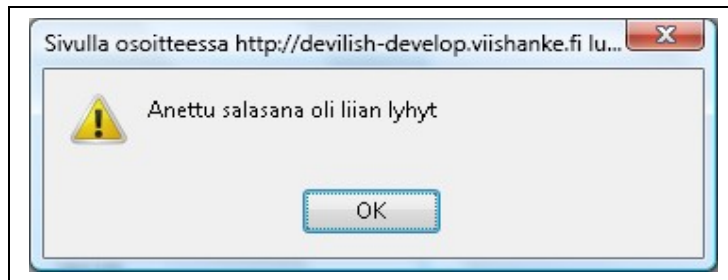 Sivulla osoitteessa http://devilish-develop.viishanke.fi lu...
Anettu salasana oli liian lyhyt
OK